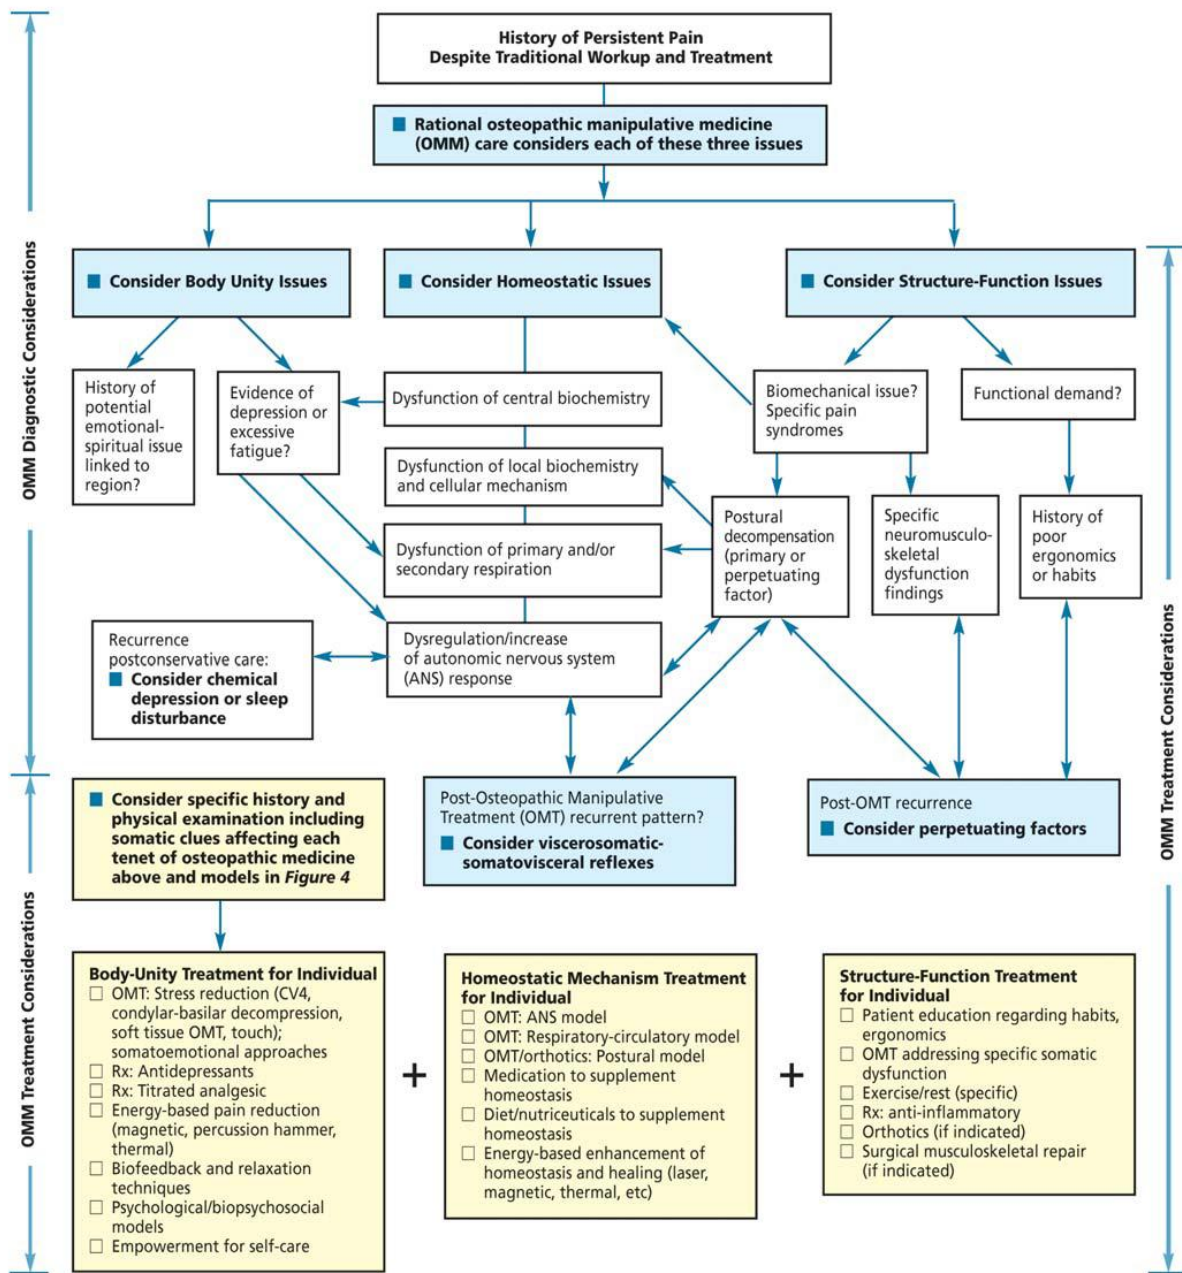 History of Persistent Pain
Despite Traditional Workup and Treatment
■ Rational osteopathic manipulative medicine
(OMM) care considers each of these three issues
OMM Diagnostic Considerations
■ Consider Body Unity Issues
■ Consider Homeostatic Issues
■ Consider Structure-Function Issues
History of
potential
emotional-
spiritual issue
linked to
region?
Evidence of
depression or
excessive
fatigue?
Dysfunction of central biochemistry
Dysfunction of local biochemistry
and cellular mechanism
Dysfunction of primary and/or
secondary respiration
Dysregulation/increase
of autonomic nervous system
(ANS) response
Biomechanical issue?
Specific pain
syndromes
Functional demand?
Postural
decompensation
(primary or
perpetuating
factor)
Specific
neuromusculo-
skeletal
dysfunction
findings
History of
poor
ergonomics
or habits
Recurrence
postconservative care:
■ Consider chemical
depression or sleep
disturbance
OMM Treatment Considerations
OMM Treatment Considerations
■ Consider specific history and
physical examination including
somatic clues affecting each
tenet of osteopathic medicine
above and models in Figure 4
Post-Osteopathic Manipulative
Treatment (OMT) recurrent pattern?
■ Consider viscerosomatic-
somatovisceral reflexes
Post-OMT recurrence
■ Consider perpetuating factors
Body-Unity Treatment for Individual
□ OMT: Stress reduction (CV4,
condylar-basilar decompression,
soft tissue OMT, touch);
somatoemotional approaches
□ Rx: Antidepressants
□ Rx: Titrated analgesic
□ Energy-based pain reduction
(magnetic, percussion hammer,
thermal)
□ Biofeedback and relaxation
techniques
□ Psychological/biopsychosocial
models
□ Empowerment for self-care
+
Homeostatic Mechanism Treatment
for Individual
□ OMT: ANS model
□ OMT: Respiratory-circulatory model
□ OMT/orthotics: Postural model
□ Medication to supplement
homeostasis
□ Diet/nutriceuticals to supplement
homeostasis
□ Energy-based enhancement of
homeostasis and healing (laser,
magnetic, thermal, etc)
+
Structure-Function Treatment
for Individual
□ Patient education regarding habits,
ergonomics
□ OMT addressing specific somatic
dysfunction
□ Exercise/rest (specific)
□ Rx: anti-inflammatory
□ Orthotics (if indicated)
□ Surgical musculoskeletal repair
(if indicated)